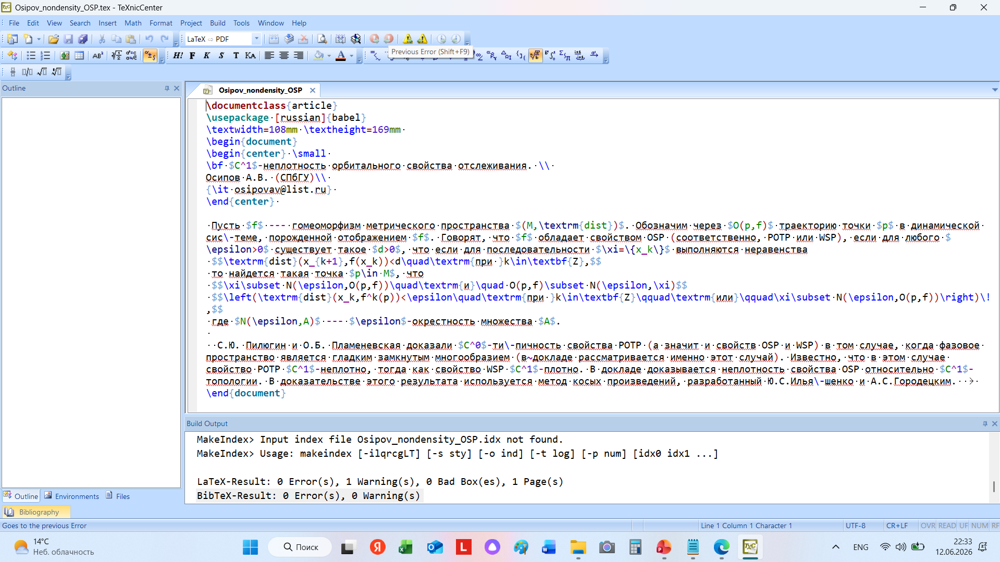 Osipov_nondensity_OSP.tex - TeXnicCenter
File Edit View Search Insert Math Format Project Build Tools Window Help
LaTeX ⇨ PDF
Previous Error (Shift+F9)
Outline
Osipov_nondensity_OSP
\documentclass{article}
\usepackage [russian]{babel}
\textwidth=108mm \textheight=169mm
\begin{document}
\begin{center} \small
\bf $C^1$-неплотность орбитального свойства отслеживания. \\
Осипов А.В. (СПбГУ)\\
{\it osipovav@list.ru}
\end{center}
Пусть $f$ --- гомеоморфизм метрического пространства $(M,\textrm{dist})$. Обозначим через $O(p,f)$ траекторию точки $p$ в динамической
сис\-теме, порожденной отображением $f$. Говорят, что $f$ обладает свойством OSP (соответственно, POTP или WSP), если для любого $
\epsilon>0$ существует такое $d>0$, что если для последовательности $\xi=\{x_k\}$ выполняются неравенства
$$\textrm{dist}(x_{k+1},f(x_k))<d\quad\textrm{при }k\in\textbf{Z},$$
то найдется такая точка $p\in M$, что
$$\xi\subset N(\epsilon,O(p,f))\quad\textrm{и}\quad O(p,f)\subset N(\epsilon,\xi)$$
$$\left(\textrm{dist}(x_k,f^k(p))<\epsilon\quad\textrm{при }k\in\textbf{Z}\qquad\textrm{или}\qquad\xi\subset N(\epsilon,O(p,f))\right)\!
,$$
где $N(\epsilon,A)$ --- $\epsilon$-окрестность множества $A$.
С.Ю. Пилюгин и О.Б. Пламеневская доказали $C^0$-ти\-пичность свойства POTP (а значит и свойств OSP и WSP) в том случае, когда фазовое
пространство является гладким замкнутым многообразием (в~докладе рассматривается именно этот случай). Известно, что в этом случае
свойство POTP $C^1$-неплотно, тогда как свойство WSP $C^1$-плотно. В докладе доказывается неплотность свойства OSP относительно $C^1$-
топологии. В доказательстве этого результата используется метод косых произведений, разработанный Ю.С.Илья\-шенко и А.С.Городецким.
\end{document}
Build Output
MakeIndex> Input index file Osipov_nondensity_OSP.idx not found.
MakeIndex> Usage: makeindex [-ilqrcgLT] [-s sty] [-o ind] [-t log] [-p num] [idx0 idx1 ...]
LaTeX-Result: 0 Error(s), 1 Warning(s), 0 Bad Box(es), 1 Page(s)
BibTeX-Result: 0 Error(s), 0 Warning(s)
Outline Environments Files
Bibliography
Goes to the previous Error
Line 1 Column 1 Character 1 UTF-8 CR+LF OVR READ UF NUM RF
14°C
Неб. облачность
Поиск
ENG
22:33
12.06.2026